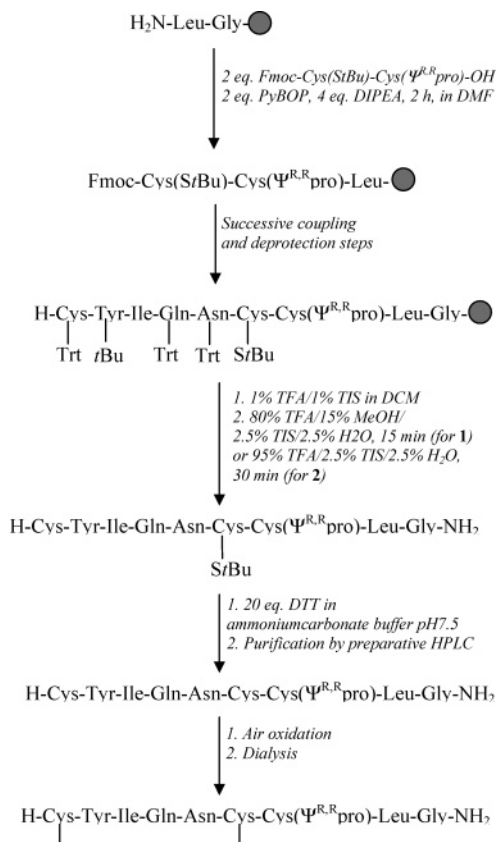 H₂N-Leu-Gly-
2 eq. Fmoc-Cys(StBu)-Cys(Ψᴿ,ᴿpro)-OH
2 eq. PyBOP, 4 eq. DIPEA, 2 h, in DMF
Fmoc-Cys(StBu)-Cys(Ψᴿ,ᴿpro)-Leu-
Successive coupling
and deprotection steps
H-Cys-Tyr-Ile-Gln-Asn-Cys-Cys(Ψᴿ,ᴿpro)-Leu-Gly-
Trt tBu Trt Trt StBu
1. 1% TFA/1% TIS in DCM
2. 80% TFA/15% MeOH/
2.5% TIS/2.5% H2O, 15 min (for 1)
or 95% TFA/2.5% TIS/2.5% H₂O,
30 min (for 2)
H-Cys-Tyr-Ile-Gln-Asn-Cys-Cys(Ψᴿ,ᴿpro)-Leu-Gly-NH₂
StBu
1. 20 eq. DTT in
ammoniumcarbonate buffer pH7.5
2. Purification by preparative HPLC
H-Cys-Tyr-Ile-Gln-Asn-Cys-Cys(Ψᴿ,ᴿpro)-Leu-Gly-NH₂
1. Air oxidation
2. Dialysis
H-Cys-Tyr-Ile-Gln-Asn-Cys-Cys(Ψᴿ,ᴿpro)-Leu-Gly-NH₂